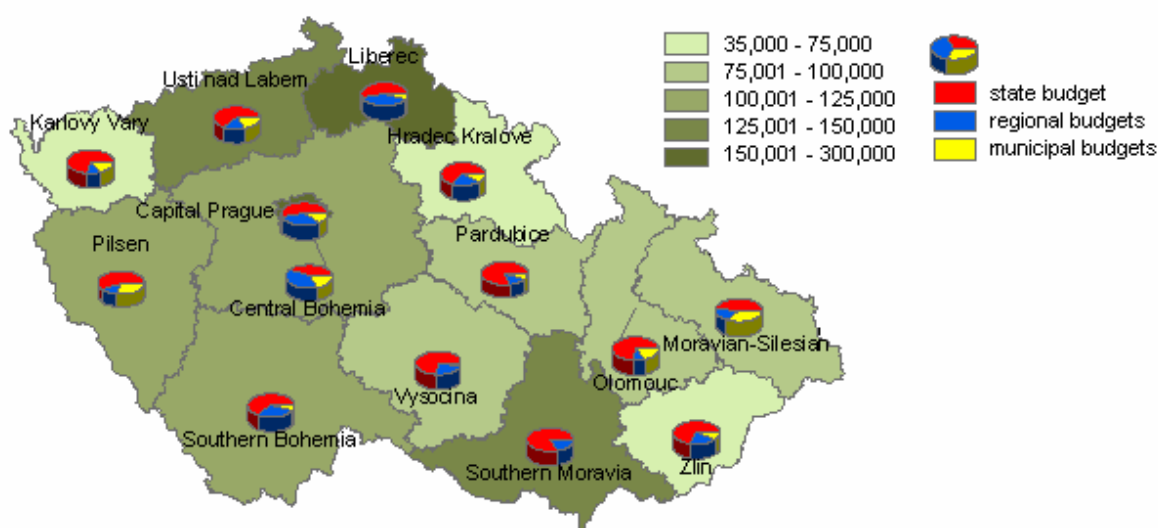 Liberec
Usti nad Labem
Karlovy Vary
Hradec Kralove
Capital Prague
Pilsen
Pardubice
Central Bohemia
Moravian-Silesian
Vysocina
Olomouc
Southern Bohemia
Southern Moravia
Zlin
35,000 - 75,000
75,001 - 100,000
100,001 - 125,000
125,001 - 150,000
150,001 - 300,000
state budget
regional budgets
municipal budgets